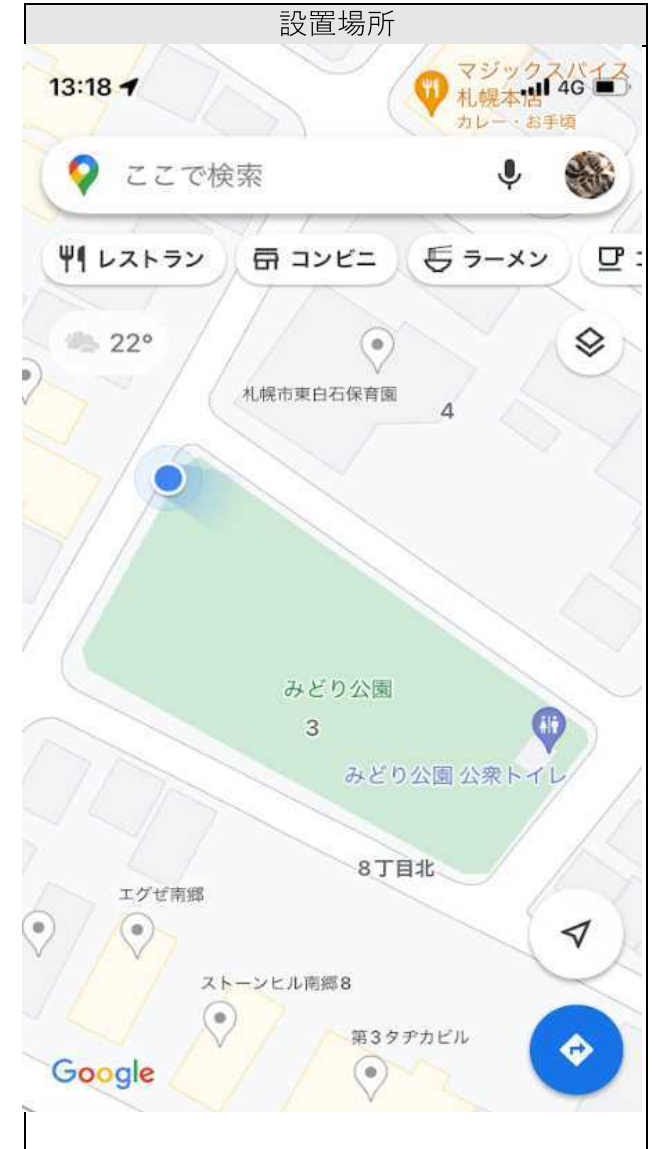 設置場所
マジックスパイス
札幌本店
カレー・お手頃
13:18
4G
ここで検索
レストラン
コンビニ
ラーメン
22°
札幌市東白石保育園
4
みどり公園
3
みどり公園 公衆トイレ
8丁目北
エグゼ南郷
ストーンヒル南郷8
第3タヂカビル
Google